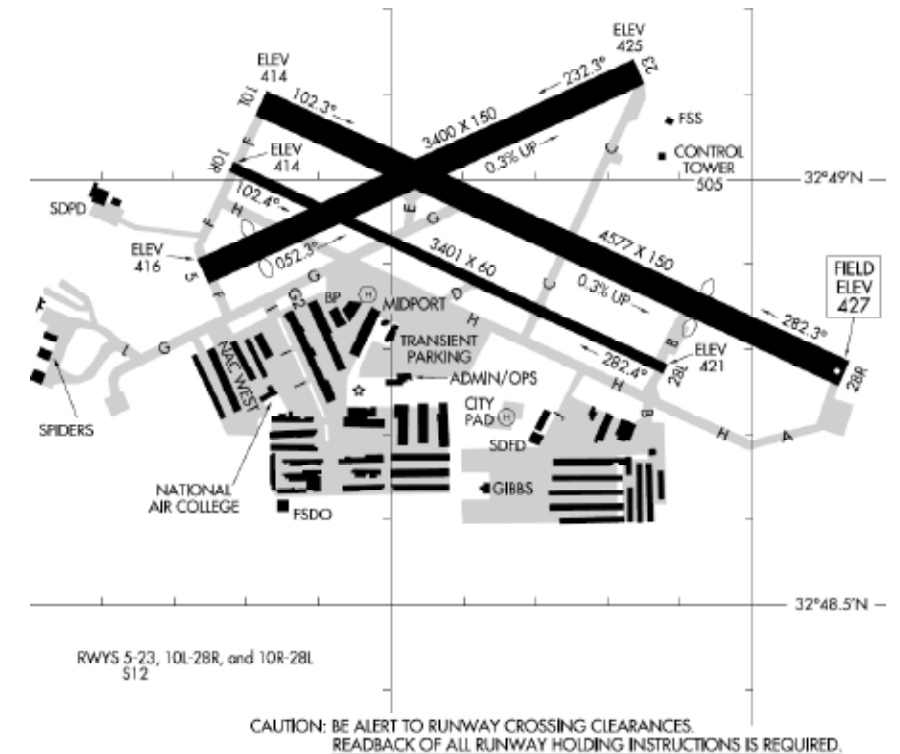 ELEV
425
23
ELEV
414
10L
102.3°
232.3°
3400 X 150
0.3% UP
FSS
CONTROL
TOWER
505
C
F
ELEV
414
10R
102.4°
32°49'N
SDPD
H
F
E
G
ELEV
416
5
052.3°
3401 X 60
4577 X 150
0.3% UP
FIELD
ELEV
427
F
G
D
C
G
BP
H
MIDPORT
H
B
282.3°
L
G
NAC WEST
I
TRANSIENT
PARKING
282.4°
28L
ELEV
421
28R
ADMIN/OPS
H
SPIDERS
CITY
PAD
H
B
SDFD
H
A
NATIONAL
AIR COLLEGE
GIBBS
FSDO
32°48.5'N
RWYS 5-23, 10L-28R, and 10R-28L
S12
CAUTION: BE ALERT TO RUNWAY CROSSING CLEARANCES.
READBACK OF ALL RUNWAY HOLDING INSTRUCTIONS IS REQUIRED.